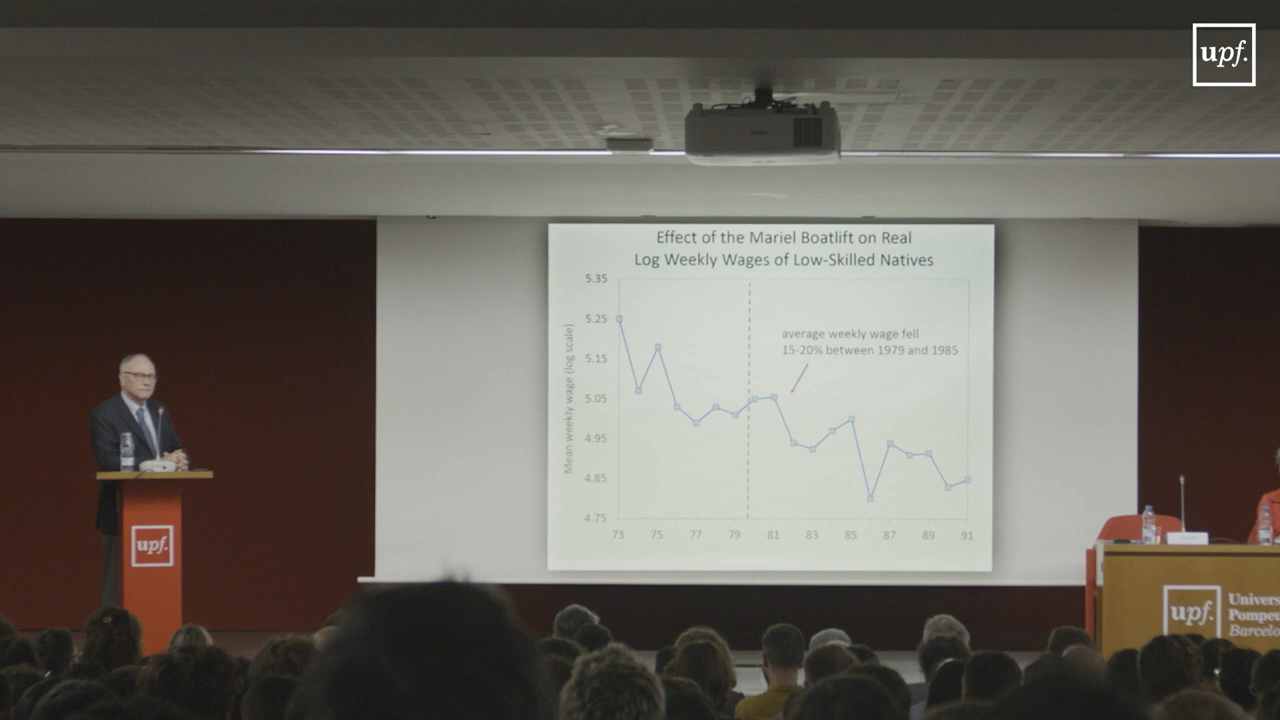 upf.
Effect of the Mariel Boatlift on Real
Log Weekly Wages of Low-Skilled Natives
5.35
5.25
5.15
5.05
4.95
4.85
4.75
Mean weekly wage (log scale)
average weekly wage fell
15-20% between 1979 and 1985
73 75 77 79 81 83 85 87 89 91
upf.
upf.
Univers
Pompeu
Barcelo